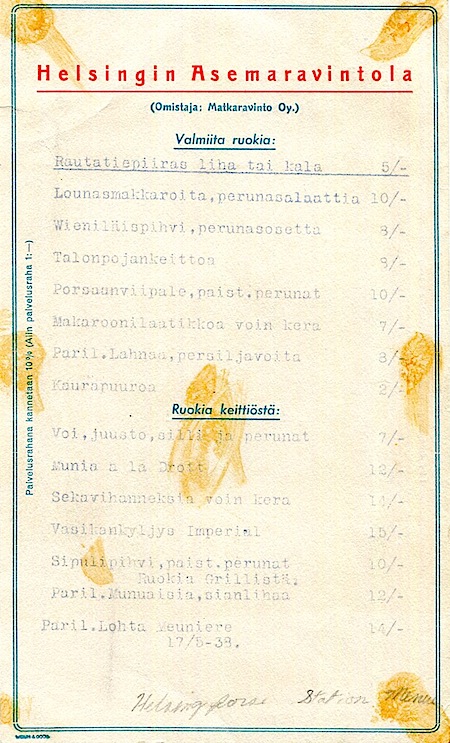 Helsingin Asemaravintola
(Omistaja: Matkaravinto Oy.)
Valmiita ruokia:
Rautatiepiiras liha tai kala 5/-
Lounasmakkaroita,perunasalaattia 10/-
Wieniläispihvi,perunasosetta 8/-
Talonpojankeittoa 8/-
Porsaanviipale,paist.perunat 10/-
Makaroonilaatikkoa voin kera 7/-
Paril.Lahnaa,persiljavoita 8/-
Kaurapuuroa 2/-
Ruokia keittiöstä:
Voi,juusto,silli ja perunat 7/-
Munia a la Drott 12/-
Sekavihanneksia voin kera 14/-
Vasikankyljys Imperial 15/-
Sipulipihvi,paist.perunat 10/-
Ruokia Grillistä:
Paril.Munuaisia,sianlihaa 12/-
Paril.Lohta Meuniere 14/-
17/5-38.
Palvelusrahana kannetaan 10% (Alin palvelusraha 1:—)
Helsingfors Station Menu